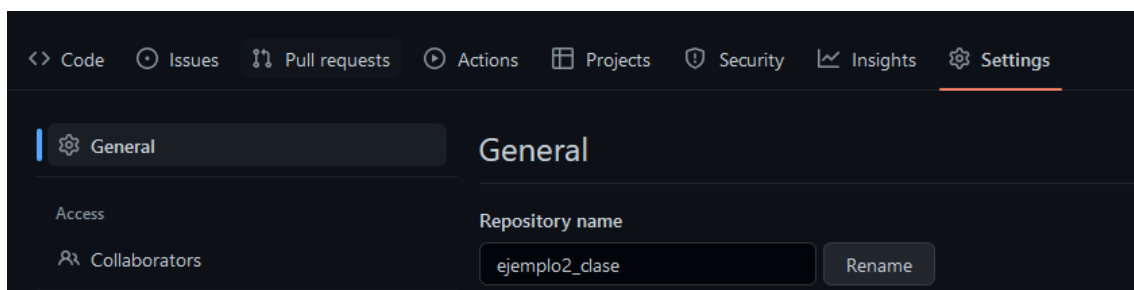 <> Code Issues Pull requests Actions Projects Security Insights Settings
General
Access
Collaborators
General
Repository name
ejemplo2_clase Rename